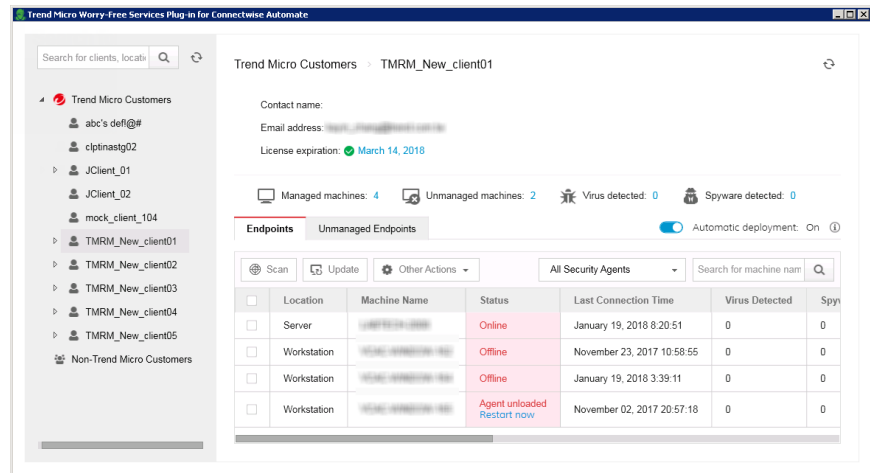 Trend Micro Worry-Free Services Plug-in for Connectwise Automate
Search for clients, locati
Trend Micro Customers
abc's def!@#
clptinastg02
JClient_01
JClient_02
mock_client_104
TMRM_New_client01
TMRM_New_client02
TMRM_New_client03
TMRM_New_client04
TMRM_New_client05
Non-Trend Micro Customers
Trend Micro Customers > TMRM_New_client01
Contact name:
Email address:
License expiration: March 14, 2018
Managed machines: 4 Unmanaged machines: 2 Virus detected: 0 Spyware detected: 0
Endpoints Unmanaged Endpoints Automatic deployment: On
Scan Update Other Actions All Security Agents Search for machine nam
Location Machine Name Status Last Connection Time Virus Detected Spy
Server Online January 19, 2018 8:20:51 0 0
Workstation Offline November 23, 2017 10:58:55 0 0
Workstation Offline January 19, 2018 3:39:11 0 0
Workstation Agent unloaded November 02, 2017 20:57:18 0 0
Restart now